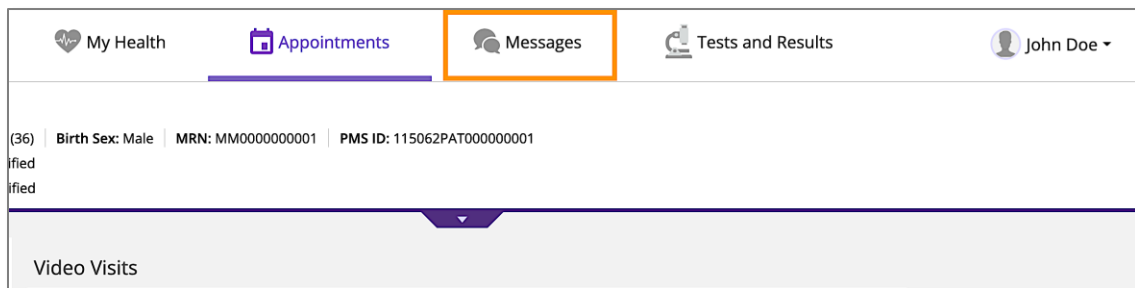 My Health Appointments Messages Tests and Results John Doe
(36) Birth Sex: Male MRN: MM0000000001 PMS ID: 115062PAT000000001
ified
ified
Video Visits